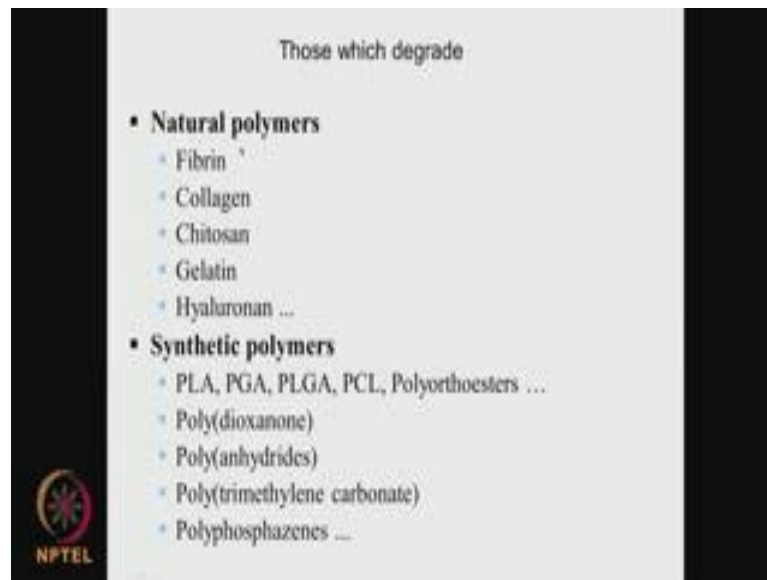 Those which degrade
▪ Natural polymers
▪ Fibrin
▪ Collagen
▪ Chitosan
▪ Gelatin
▪ Hyaluronan ...
▪ Synthetic polymers
▪ PLA, PGA, PLGA, PCL, Polyorthoesters ...
▪ Poly(dioxanone)
▪ Poly(anhydrides)
▪ Poly(trimethylene carbonate)
▪ Polyphosphazenes ...
NPTEL